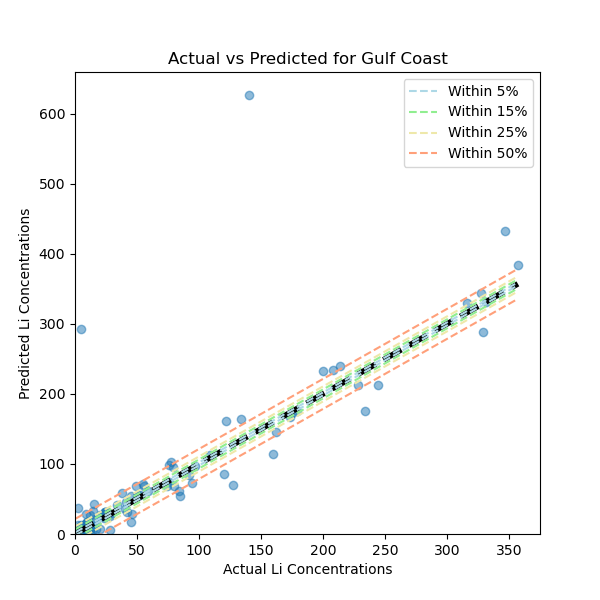 Actual vs Predicted for Gulf Coast
Within 5%
Within 15%
Within 25%
Within 50%
600
500
400
300
200
100
0
Predicted Li Concentrations
0 50 100 150 200 250 300 350
Actual Li Concentrations